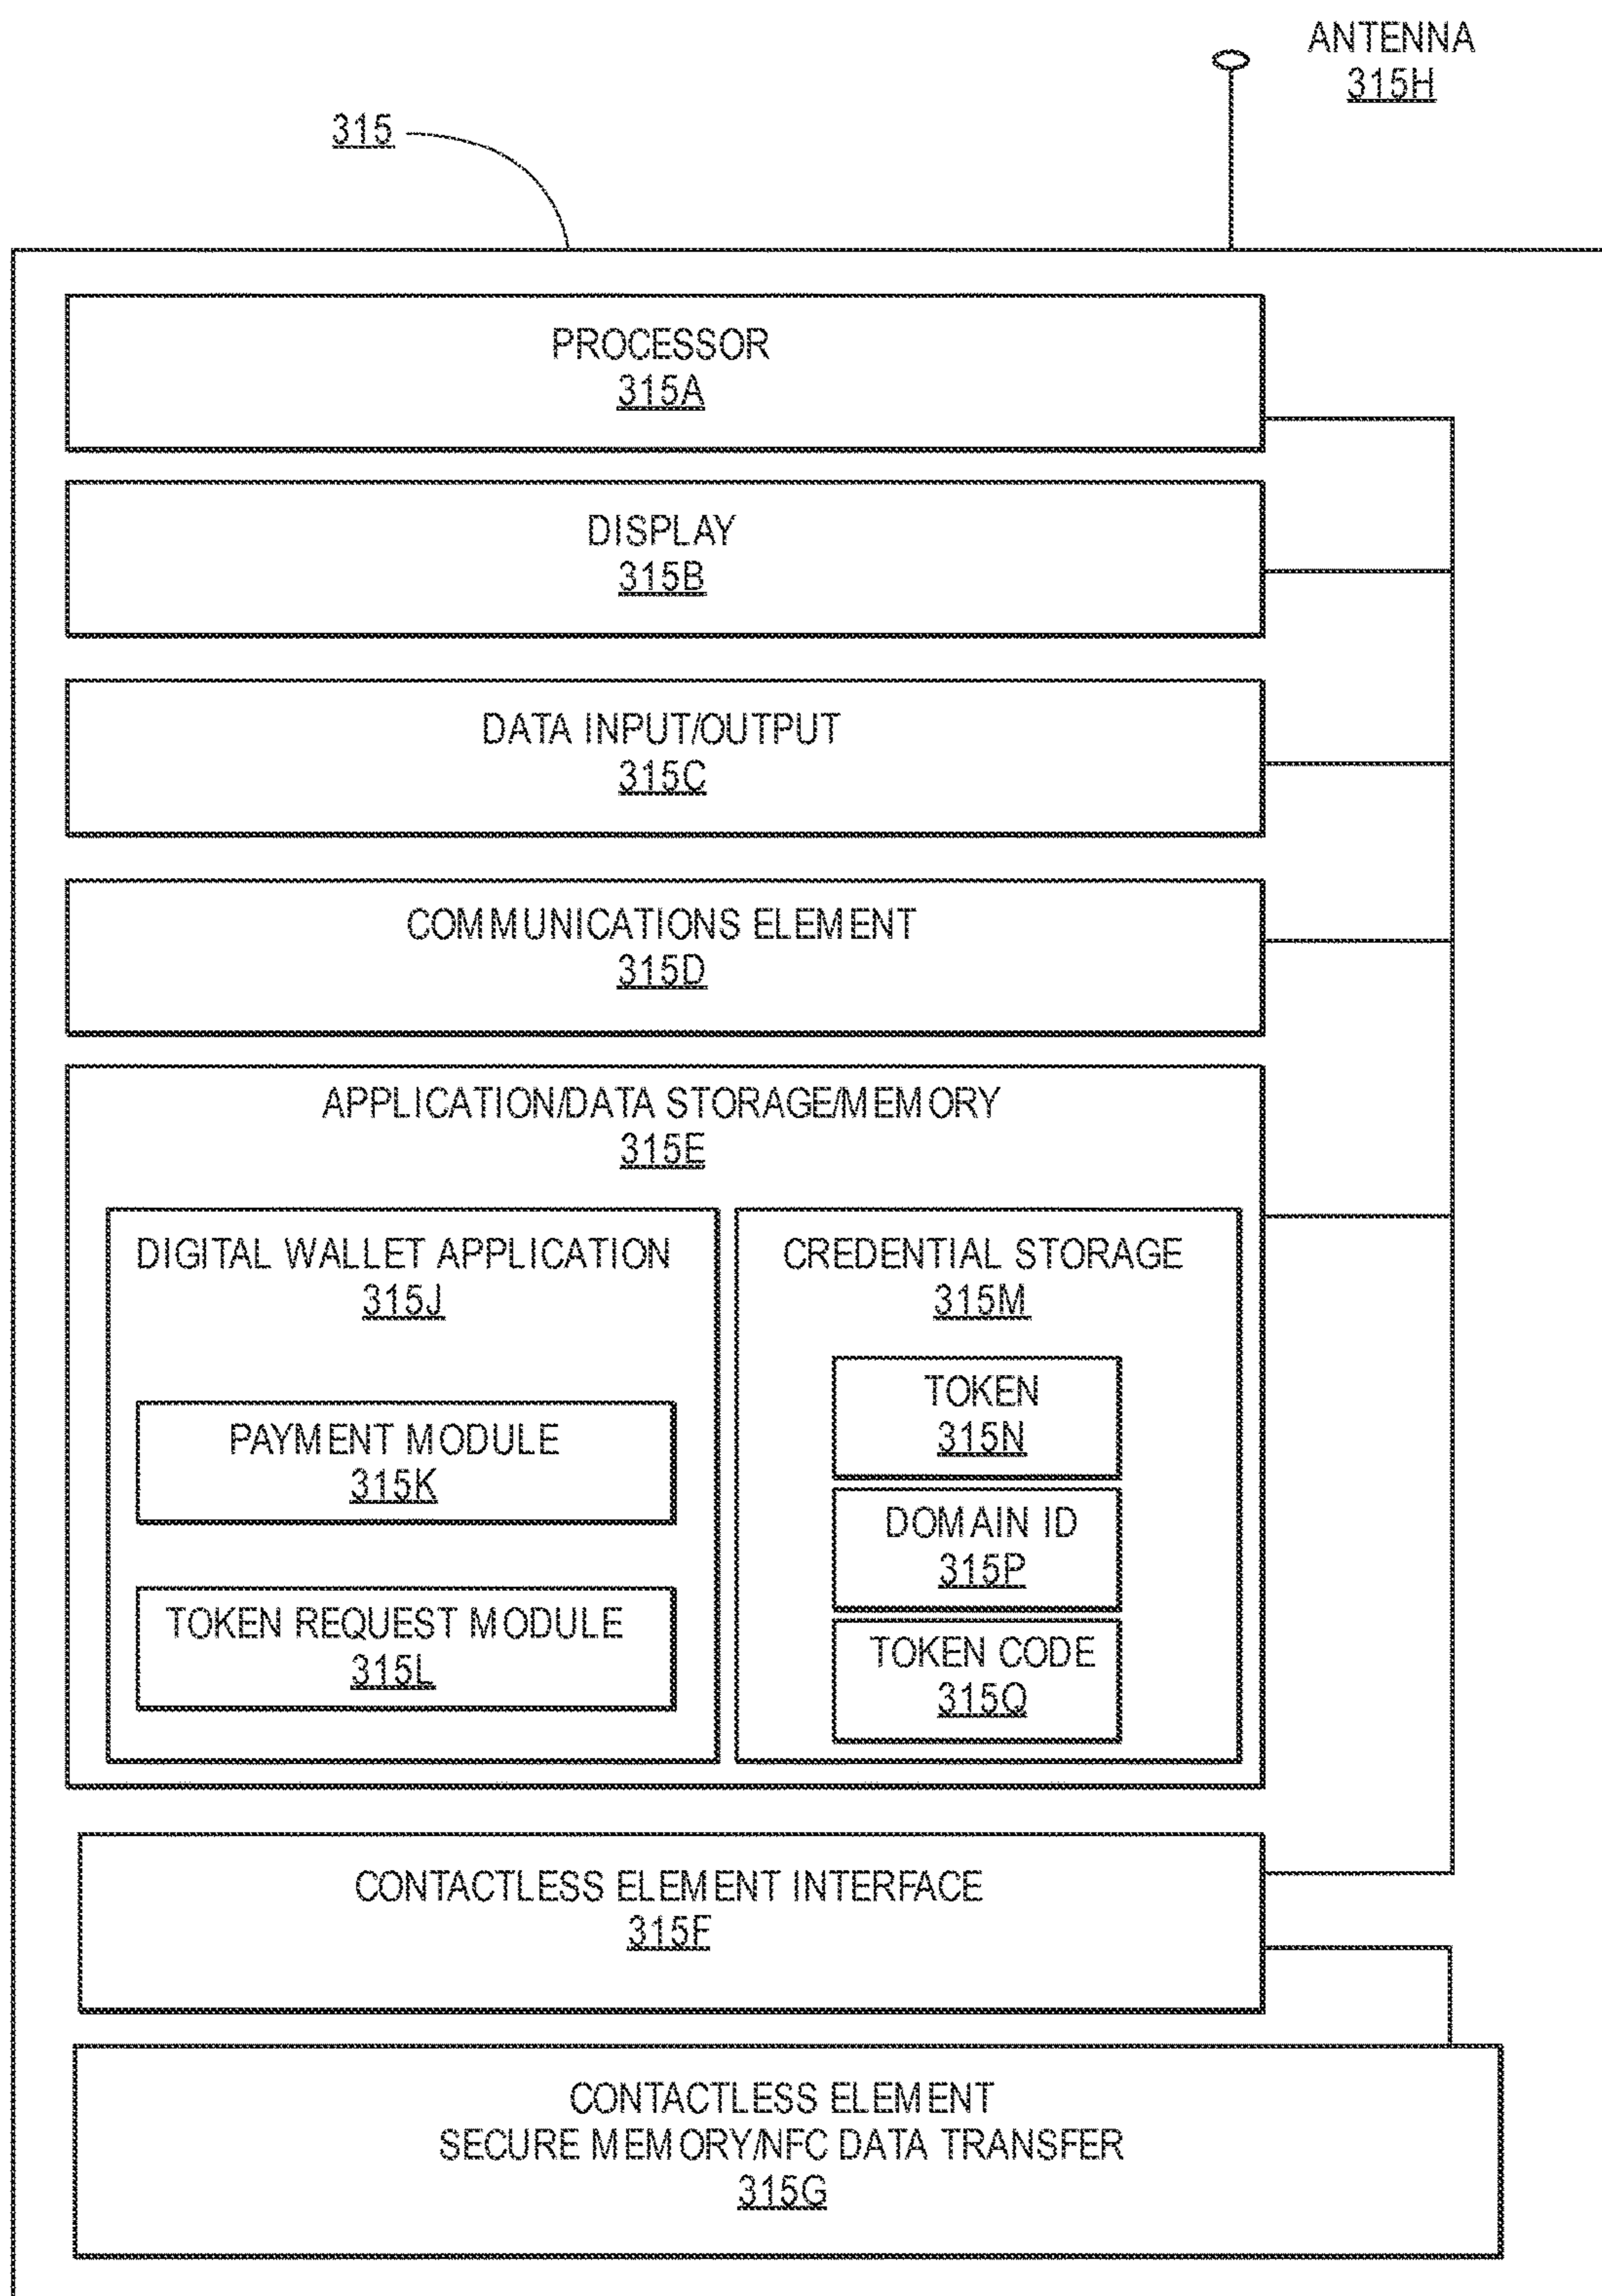 ANTENNA
315H
315
PROCESSOR
315A
DISPLAY
315B
DATA INPUT/OUTPUT
315C
COMMUNICATIONS ELEMENT
315D
APPLICATION/DATA STORAGE/MEMORY
315E
DIGITAL WALLET APPLICATION
315J
PAYMENT MODULE
315K
TOKEN REQUEST MODULE
315L
CREDENTIAL STORAGE
315M
TOKEN
315N
DOMAIN ID
315P
TOKEN CODE
315Q
CONTACTLESS ELEMENT INTERFACE
315F
CONTACTLESS ELEMENT
SECURE MEMORY/NFC DATA TRANSFER
315G